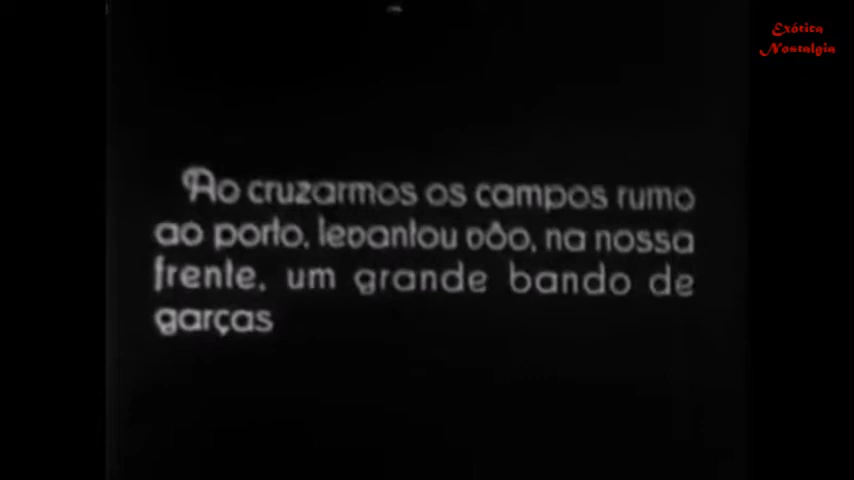 Exótica
Nostalgia
Ao cruzarmos os campos rumo
ao porto, levantou vôo, na nossa
frente, um grande bando de
garças